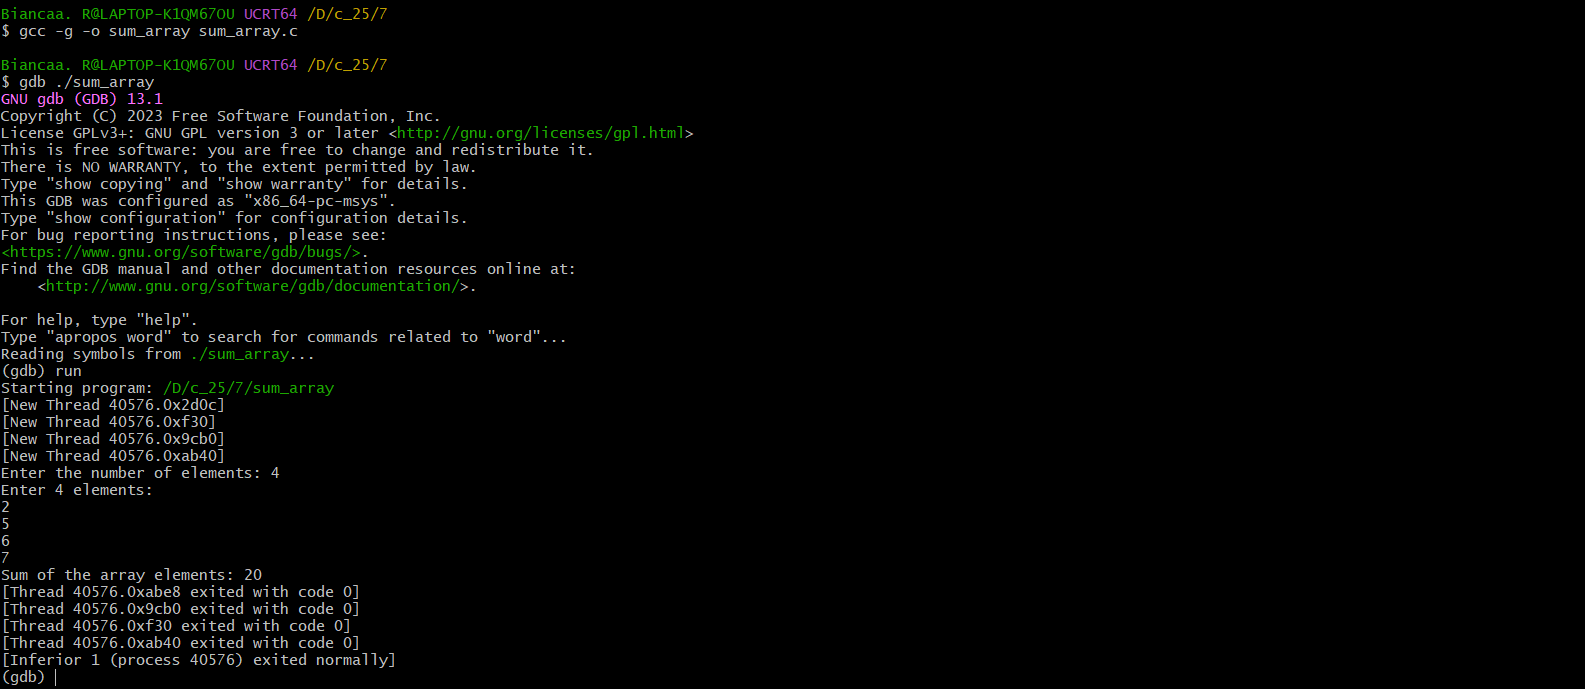 Biancaa. R@LAPTOP-K1QM67OU UCRT64 /D/c_25/7
$ gcc -g -o sum_array sum_array.c
Biancaa. R@LAPTOP-K1QM67OU UCRT64 /D/c_25/7
$ gdb ./sum_array
GNU gdb (GDB) 13.1
Copyright (C) 2023 Free Software Foundation, Inc.
License GPLv3+: GNU GPL version 3 or later <http://gnu.org/licenses/gpl.html>
This is free software: you are free to change and redistribute it.
There is NO WARRANTY, to the extent permitted by law.
Type "show copying" and "show warranty" for details.
This GDB was configured as "x86_64-pc-msys".
Type "show configuration" for configuration details.
For bug reporting instructions, please see:
<https://www.gnu.org/software/gdb/bugs/>.
Find the GDB manual and other documentation resources online at:
    <http://www.gnu.org/software/gdb/documentation/>.
For help, type "help".
Type "apropos word" to search for commands related to "word"...
Reading symbols from ./sum_array...
(gdb) run
Starting program: /D/c_25/7/sum_array
[New Thread 40576.0x2d0c]
[New Thread 40576.0xf30]
[New Thread 40576.0x9cb0]
[New Thread 40576.0xab40]
Enter the number of elements: 4
Enter 4 elements:
2
5
6
7
Sum of the array elements: 20
[Thread 40576.0xabe8 exited with code 0]
[Thread 40576.0x9cb0 exited with code 0]
[Thread 40576.0xf30 exited with code 0]
[Thread 40576.0xab40 exited with code 0]
[Inferior 1 (process 40576) exited normally]
(gdb)